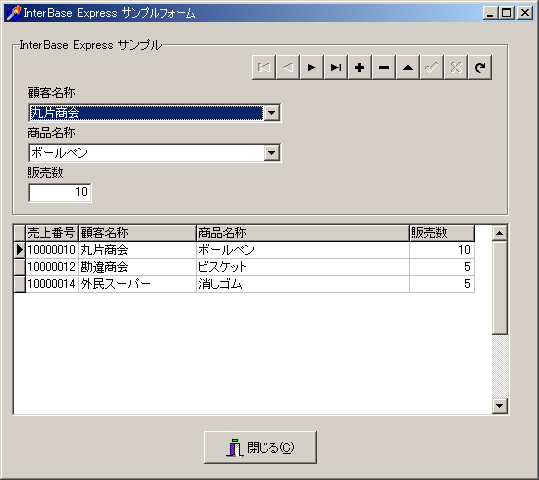 InterBase Express サンプルフォーム
InterBase Express サンプル
顧客名称
丸片商会
商品名称
ボールペン
販売数
10
売上番号 顧客名称 商品名称 販売数
10000010 丸片商会 ボールペン 10
10000012 勘違商会 ビスケット 5
10000014 外民スーパー 消しゴム 5
閉じる(C)